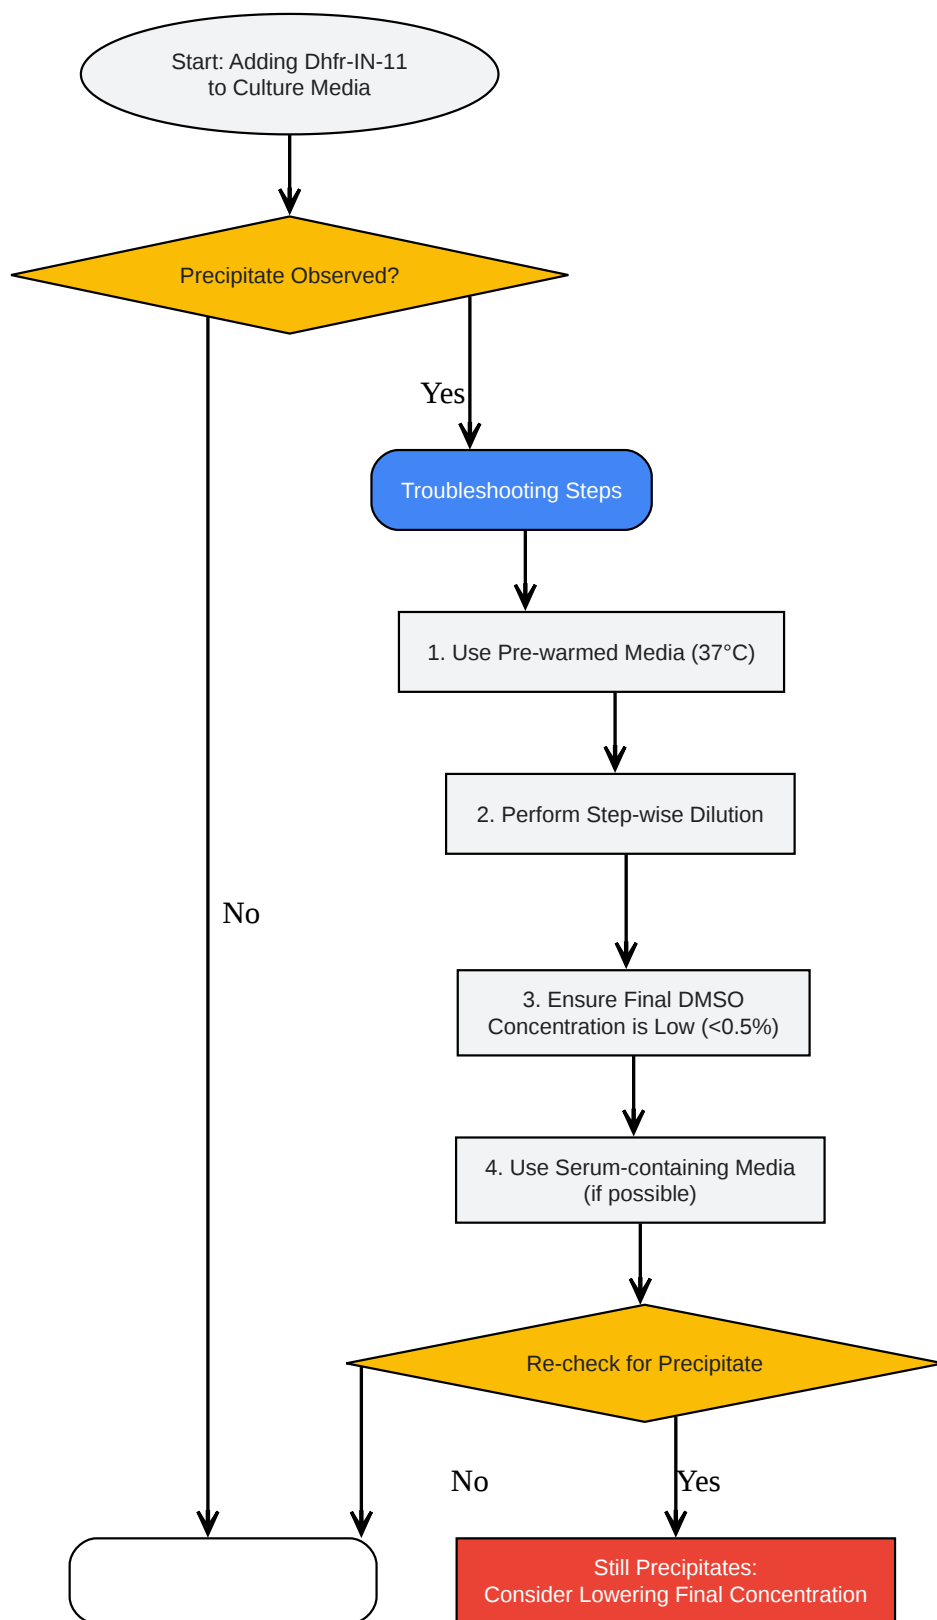 Start: Adding Dhfr-IN-11
to Culture Media
Precipitate Observed?
Yes
Troubleshooting Steps
1. Use Pre-warmed Media (37°C)
2. Perform Step-wise Dilution
No
3. Ensure Final DMSO
Concentration is Low (<0.5%)
4. Use Serum-containing Media
(if possible)
Re-check for Precipitate
No
Yes
Still Precipitates:
Consider Lowering Final Concentration